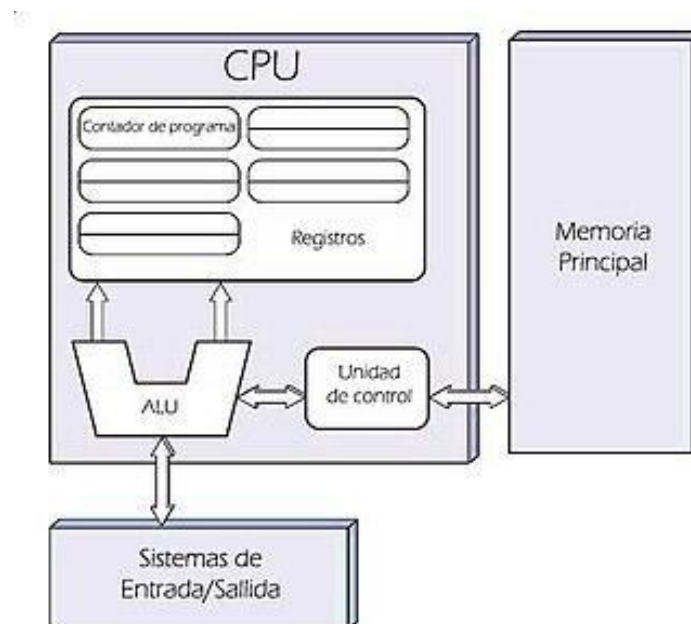 CPU
Contador de programa
Registros
Memoria
Principal
Unidad
de control
ALU
Sistemas de
Entrada/Sallida